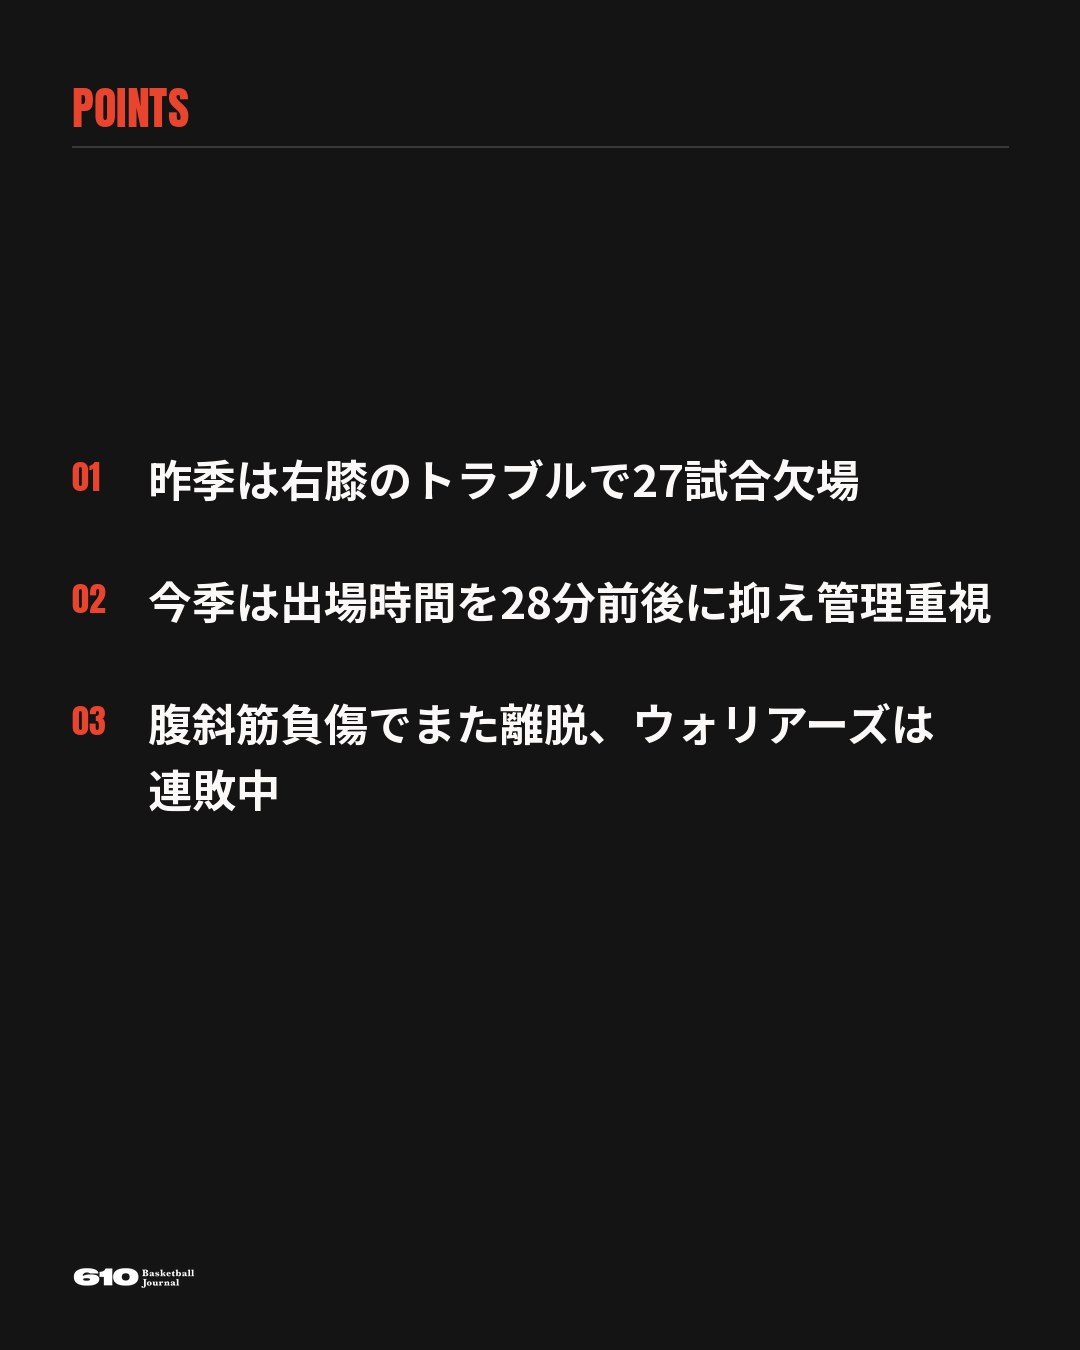 POINTS
01 昨季は右膝のトラブルで27試合欠場
02 今季は出場時間を28分前後に抑え管理重視
03 腹斜筋負傷でまた離脱、ウォリアーズは
連敗中
610 Basketball
Journal